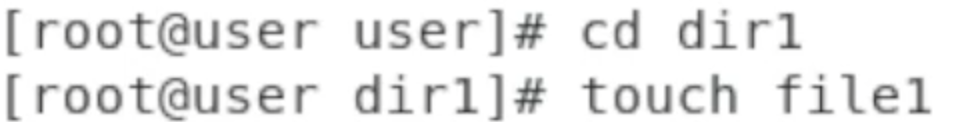 [root@user user]# cd dir1
[root@user dir1]# touch file1